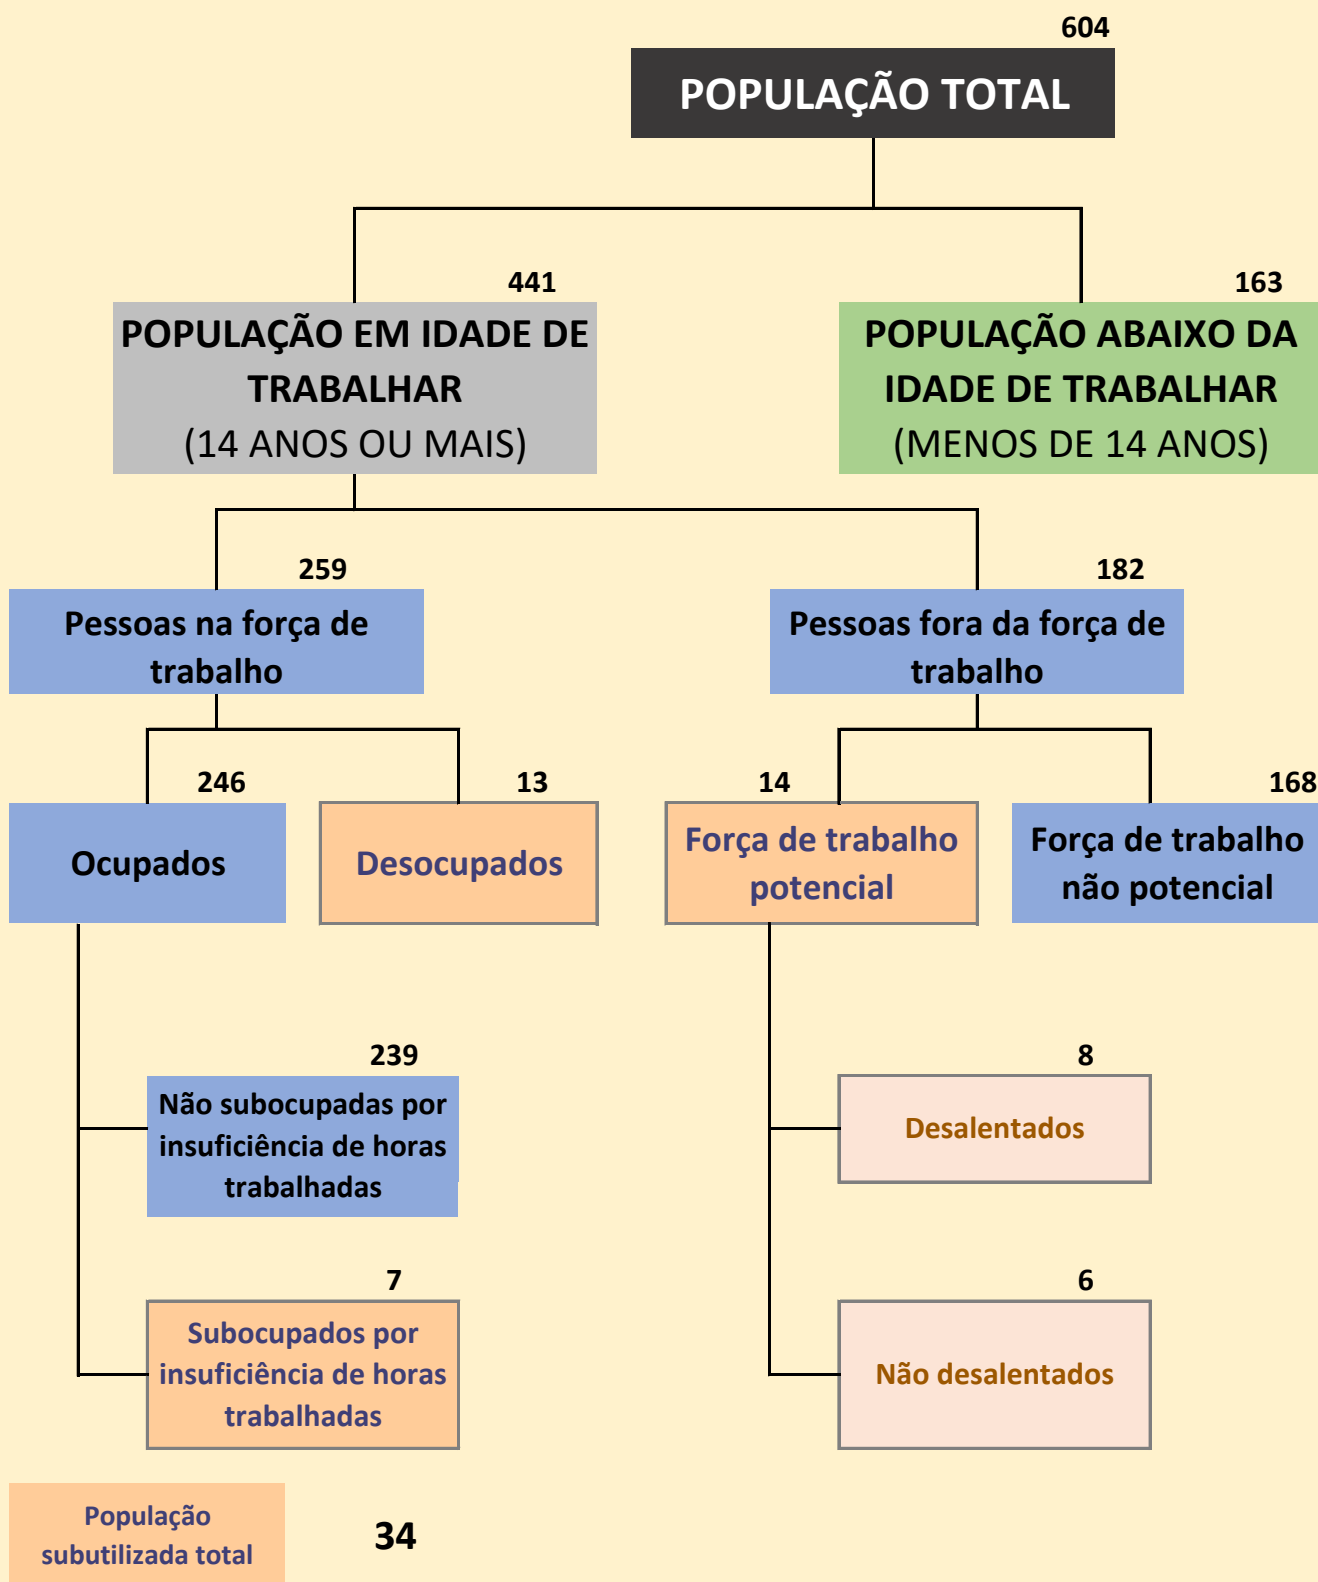 604
POPULAÇÃO TOTAL
441
163
POPULAÇÃO EM IDADE DE
TRABALHAR
(14 ANOS OU MAIS)
POPULAÇÃO ABAIXO DA
IDADE DE TRABALHAR
(MENOS DE 14 ANOS)
259
182
Pessoas na força de
trabalho
Pessoas fora da força de
trabalho
246
13
14
168
Ocupados
Desocupados
Força de trabalho
potencial
Força de trabalho
não potencial
239
8
Não subocupadas por
insuficiência de horas
trabalhadas
Desalentados
7
6
Subocupados por
insuficiência de horas
trabalhadas
Não desalentados
População
subutilizada total
34